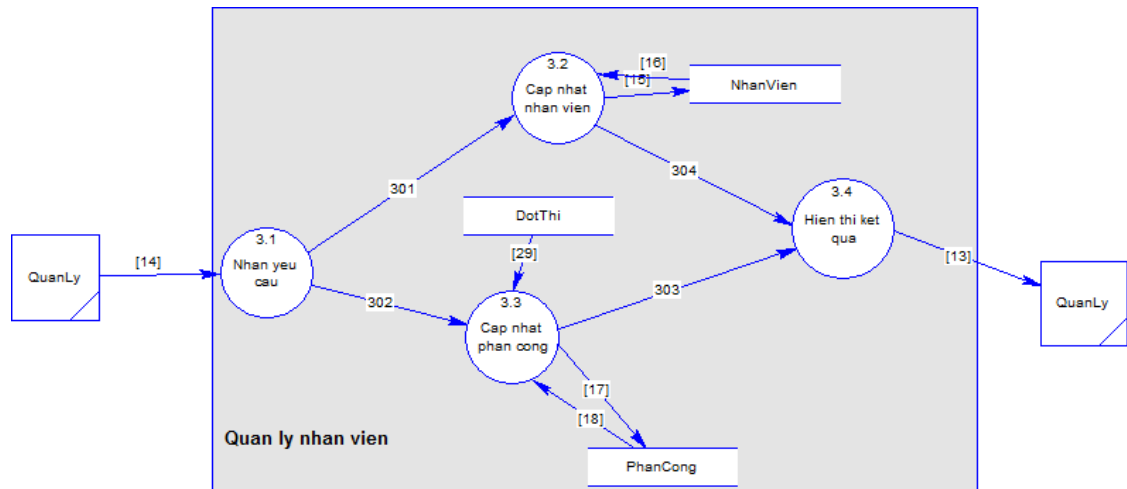 3.2
Cap nhat
nhan vien
[16]
[15]
NhanVien
301
304
3.4
Hien thi ket
qua
DotThi
3.1
Nhan yeu
cau
QuanLy
[14]
[29]
[13]
302
303
QuanLy
3.3
Cap nhat
phan cong
[17]
[18]
Quan ly nhan vien
PhanCong